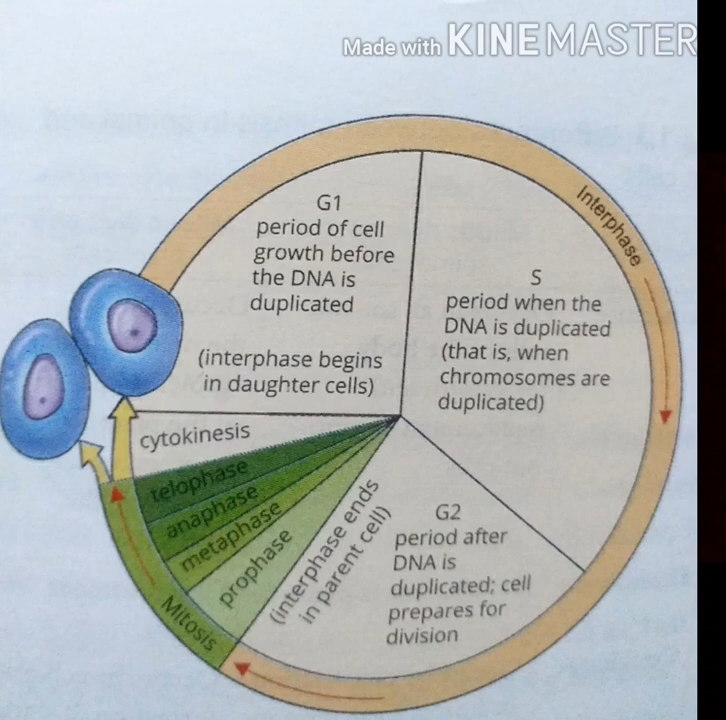 Made with KINEMASTER
Interphase
G1
period of cell
growth before
the DNA is
duplicated
(interphase begins
in daughter cells)
S
period when the
DNA is duplicated
(that is, when
chromosomes are
duplicated)
cytokinesis
telophase
anaphase
metaphase
prophase
(interphase ends
in parent cell)
G2
period after
DNA is
duplicated; cell
prepares for
division
Mitosis